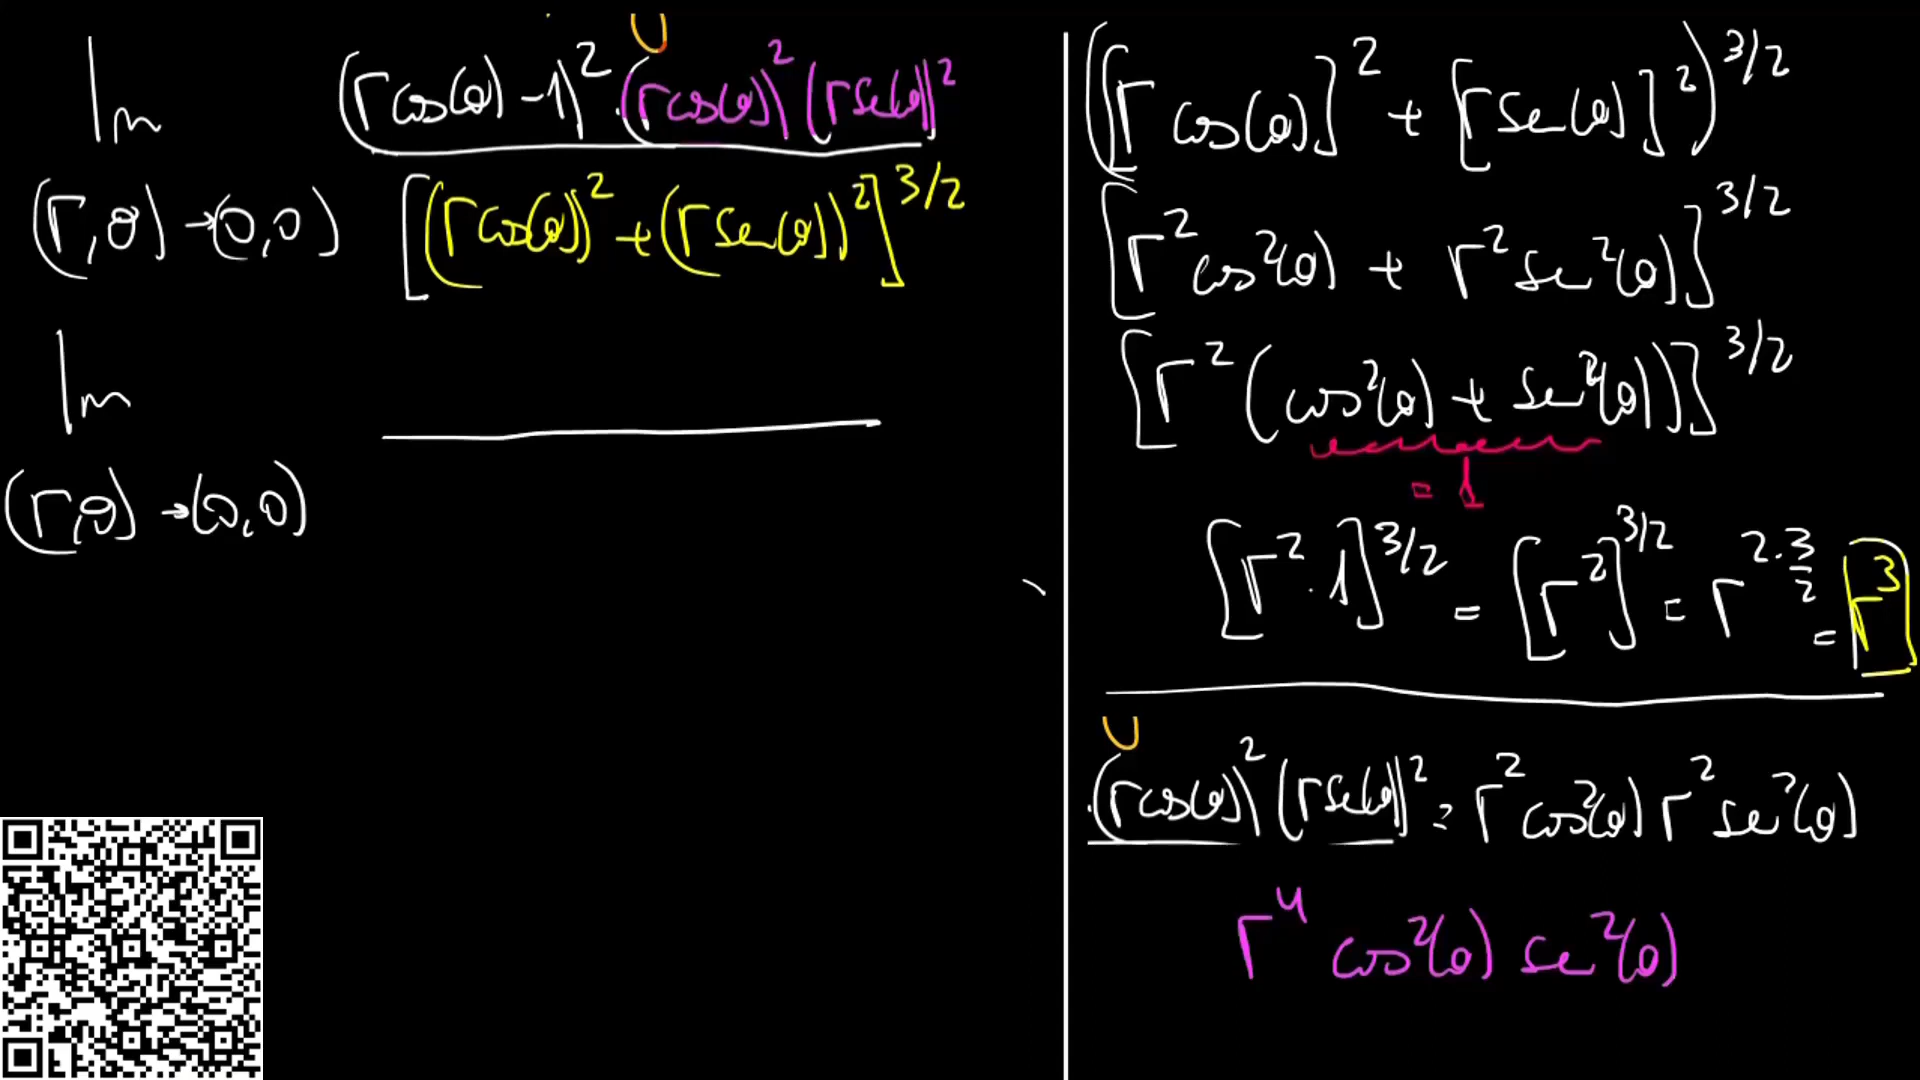 lim (r cos(θ) - 1)² · (r cos(θ))² (r sen(θ))²
(r, θ) → (0, 0) [(r cos(θ))² + (r sen(θ))²]^3/2
lim
(r, θ) → (0, 0)
([r cos(θ)]² + [r sen(θ)]²)^3/2
[r² cos²(θ) + r² sen²(θ)]^3/2
[r² (cos²(θ) + sen²(θ))]^3/2
= 1
[r² · 1]^3/2 = [r²]^3/2 = r^2·3/2 = r³
·(r cos(θ))² (r sen(θ))² = r² cos²(θ) r² sen²(θ)
r⁴ cos²(θ) sen²(θ)